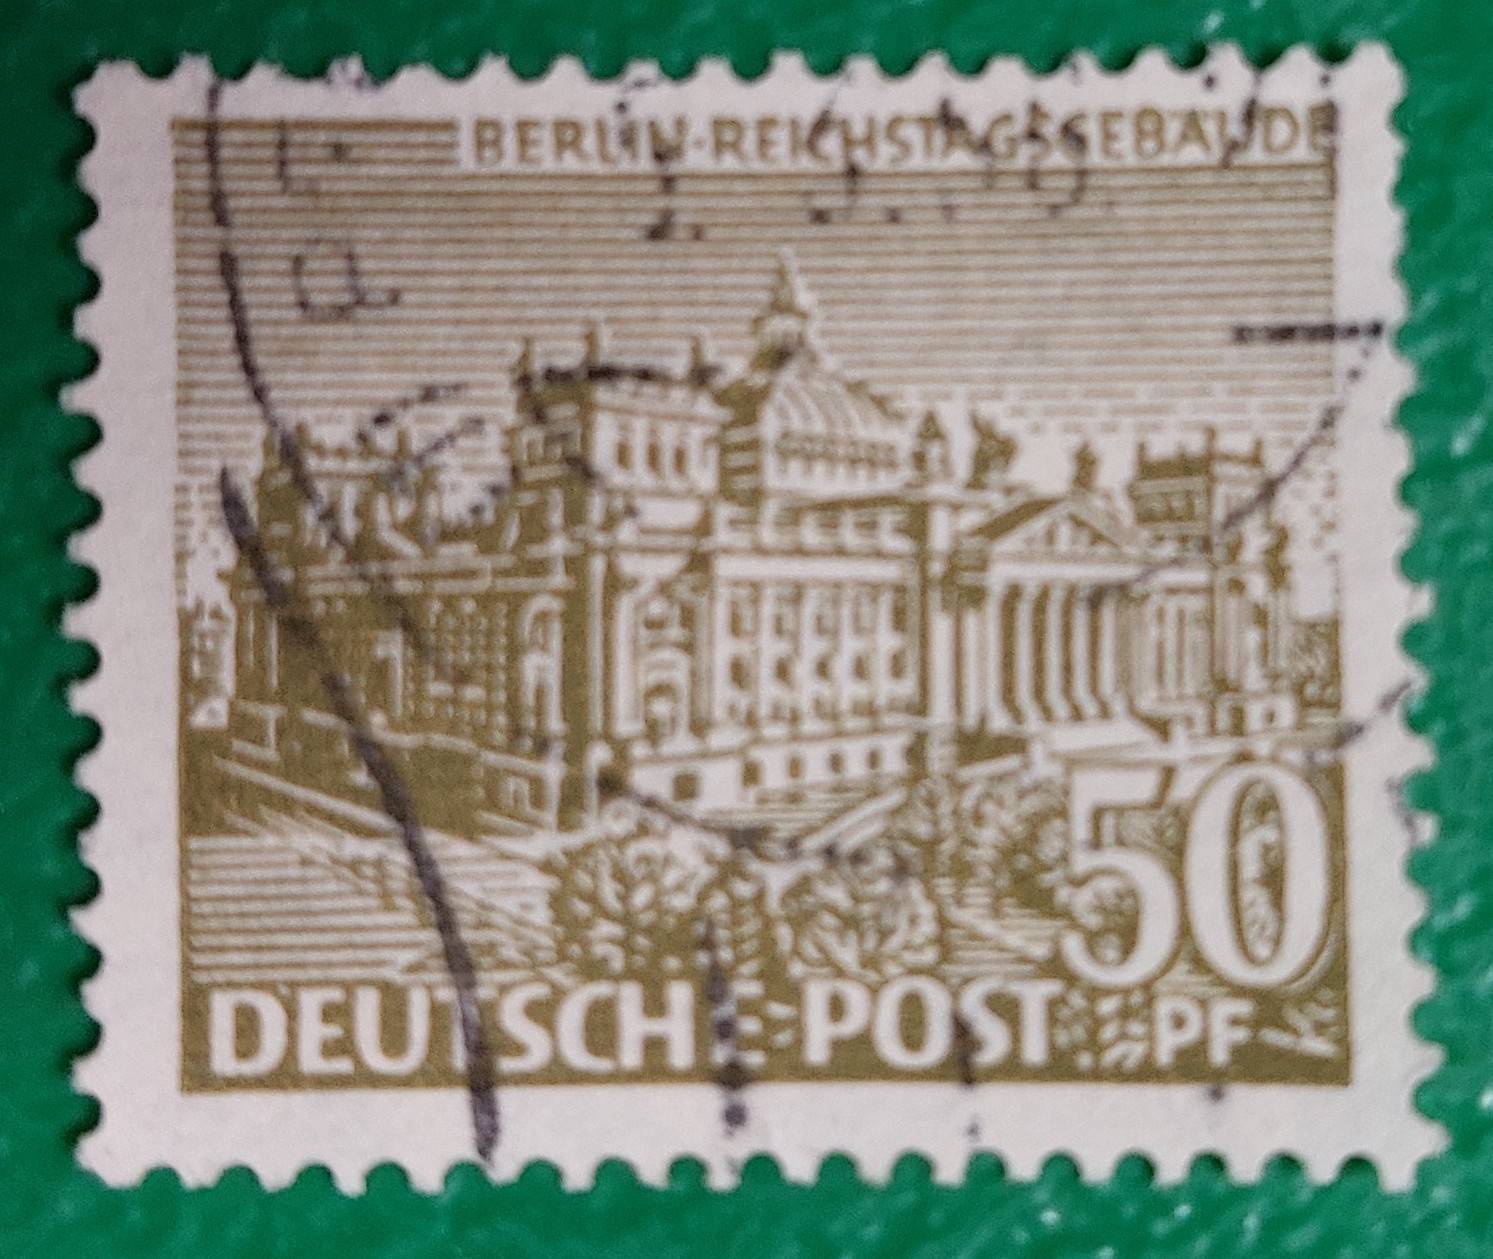 BERLIN-REICHSTAGSGEBÄUDE
50
DEUTSCHE POST PF